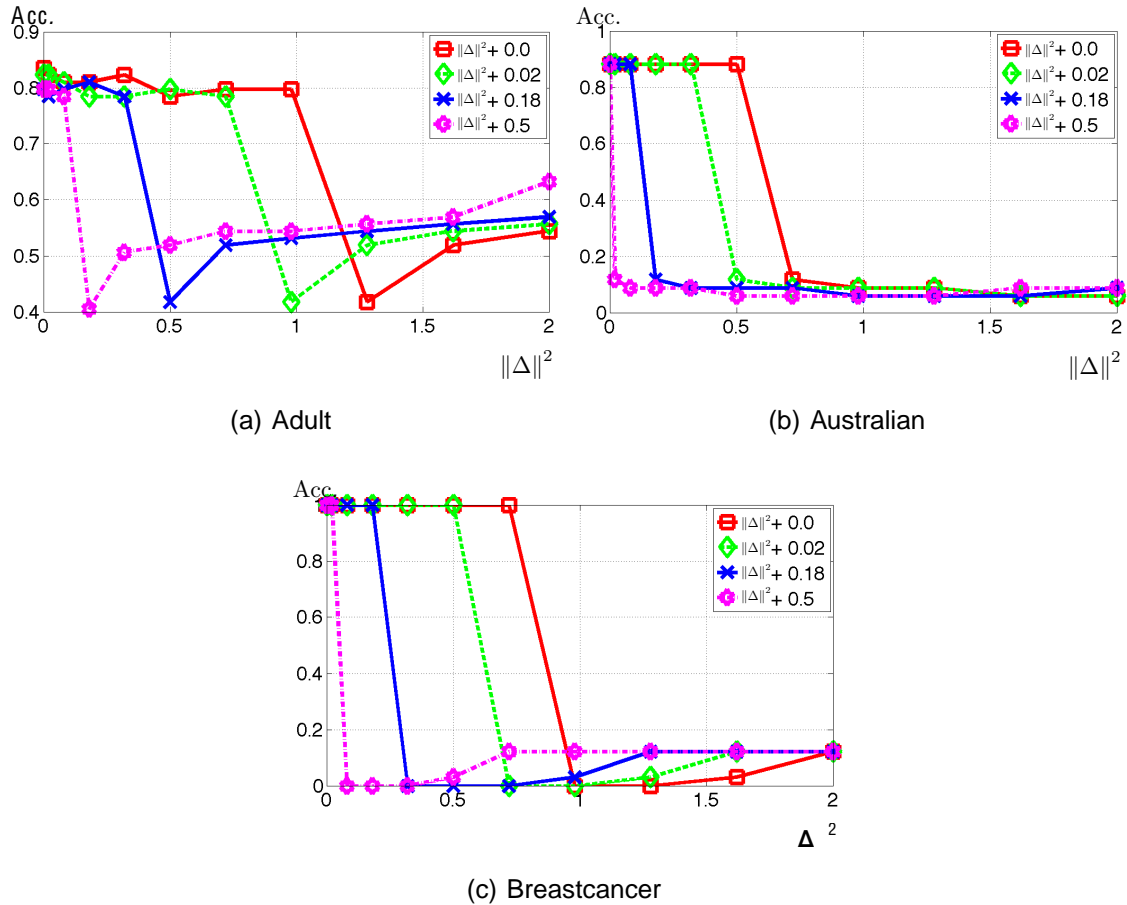 Acc.
0.9
0.8
0.7
0.6
0.5
0.4
0 0.5 1 1.5 2
‖Δ‖² + 0.0
‖Δ‖² + 0.02
‖Δ‖² + 0.18
‖Δ‖² + 0.5
‖Δ‖²
(a) Adult
Acc.
1
0.8
0.6
0.4
0.2
0
0 0.5 1 1.5 2
‖Δ‖² + 0.0
‖Δ‖² + 0.02
‖Δ‖² + 0.18
‖Δ‖² + 0.5
‖Δ‖²
(b) Australian
Acc.
0.8
0.6
0.4
0.2
0
0 0.5 1 1.5 2
‖Δ‖² + 0.0
‖Δ‖² + 0.02
‖Δ‖² + 0.18
‖Δ‖² + 0.5
Δ ²
(c) Breastcancer